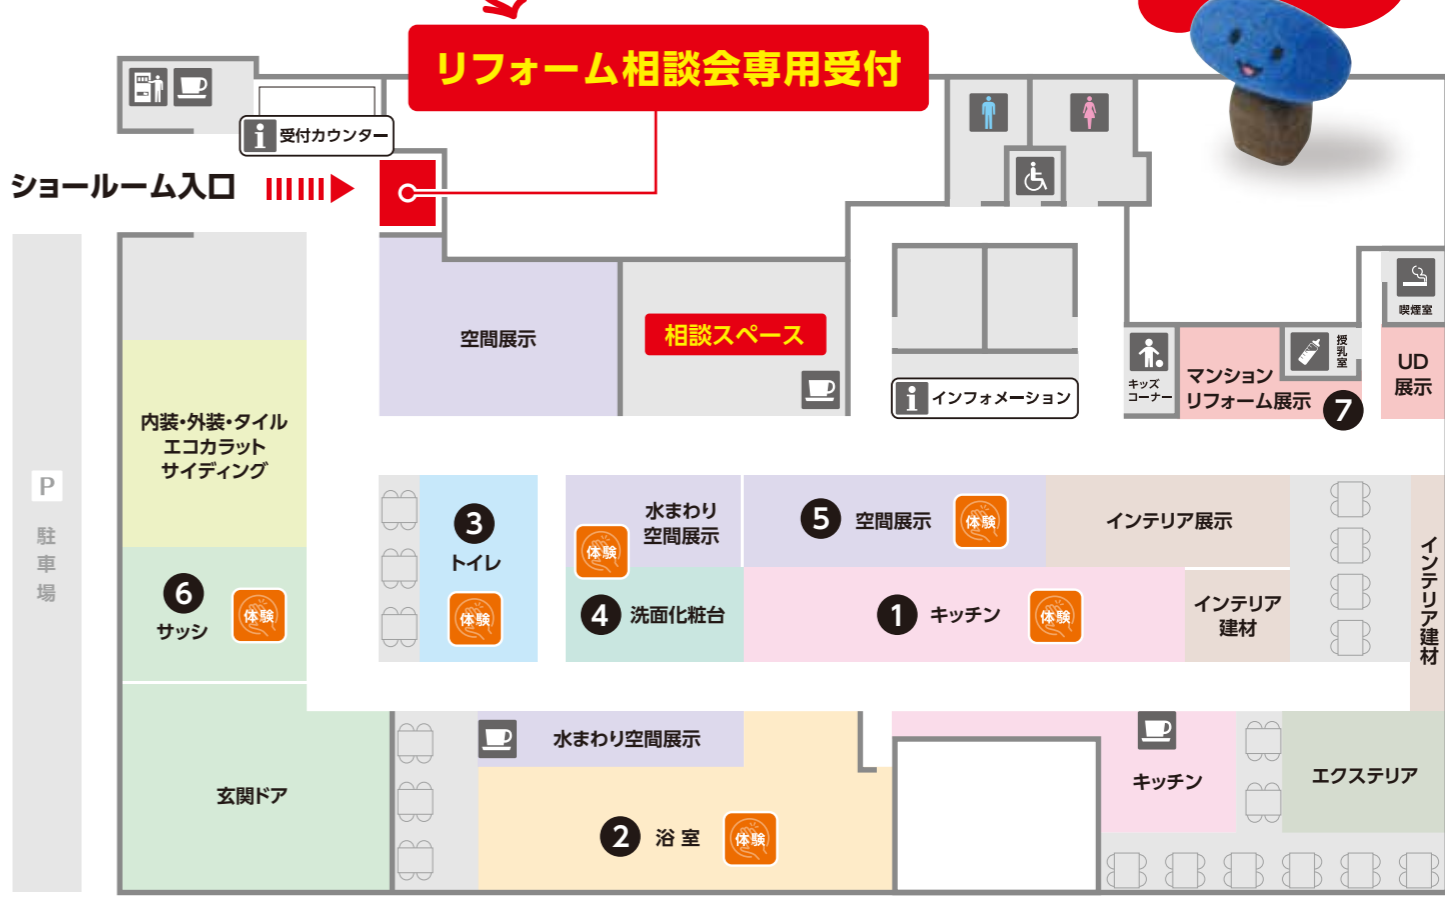 リフォーム相談会専用受付
i 受付カウンター
ショールーム入口
空間展示
相談スペース
i インフォメーション
キッズ
コーナー
マンション
リフォーム展示
7
授乳室
喫煙室
UD
展示
内装・外装・タイル
エコカラット
サイディング
P
駐車場
6
サッシ
体験
3
トイレ
体験
水まわり
空間展示
体験
4 洗面化粧台
5 空間展示
体験
インテリア展示
1 キッチン
体験
インテリア
建材
インテリア建材
玄関ドア
水まわり空間展示
2 浴室
体験
キッチン
エクステリア